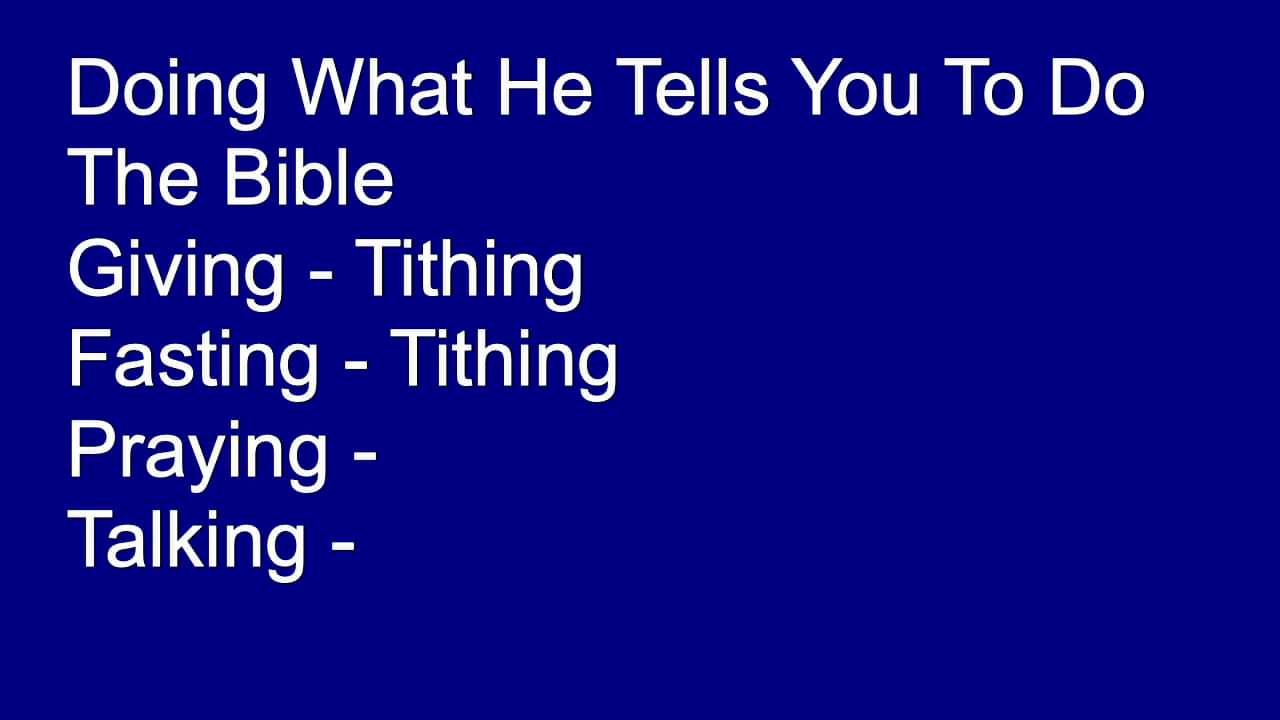 Doing What He Tells You To Do
The Bible
Giving - Tithing
Fasting - Tithing
Praying -
Talking -